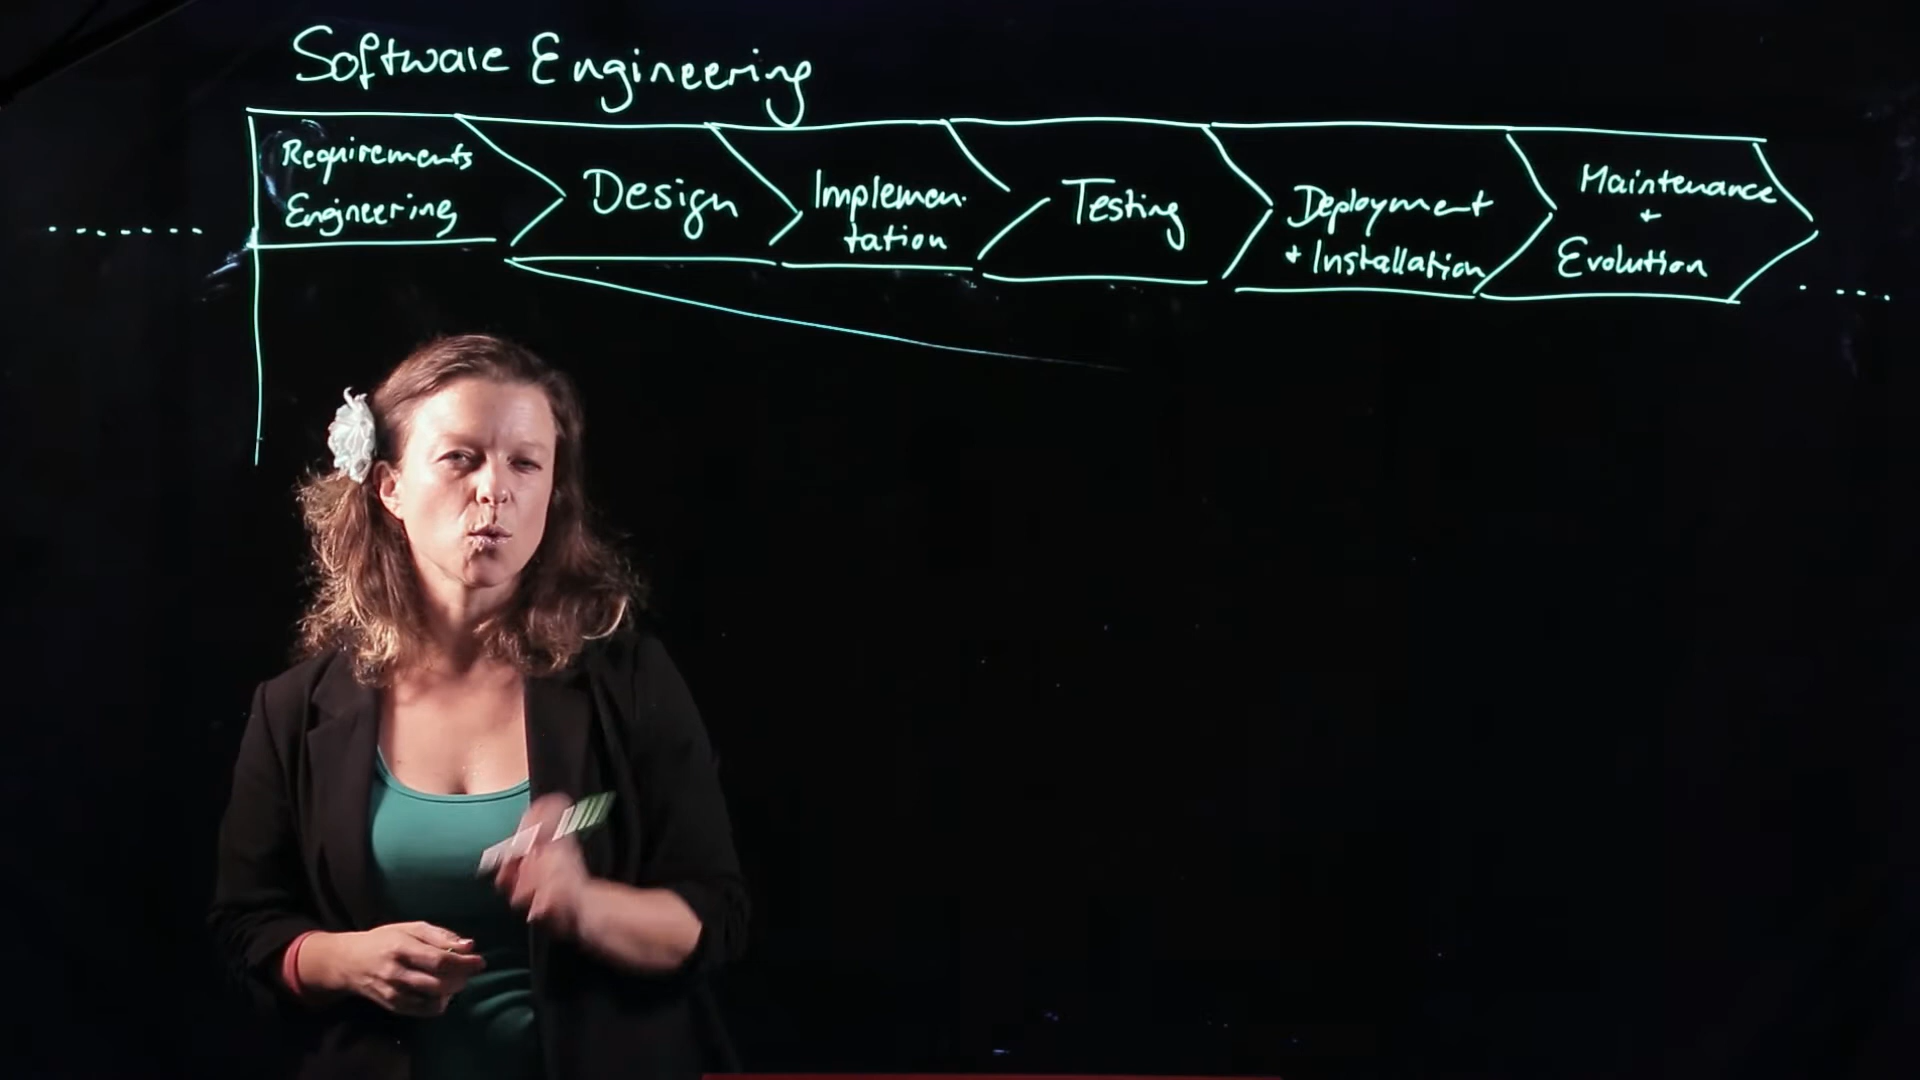 Software Engineering
Requirements
Engineering
Design
Implemen-
tation
Testing
Deployment
+ Installation
Maintenance
+
Evolution